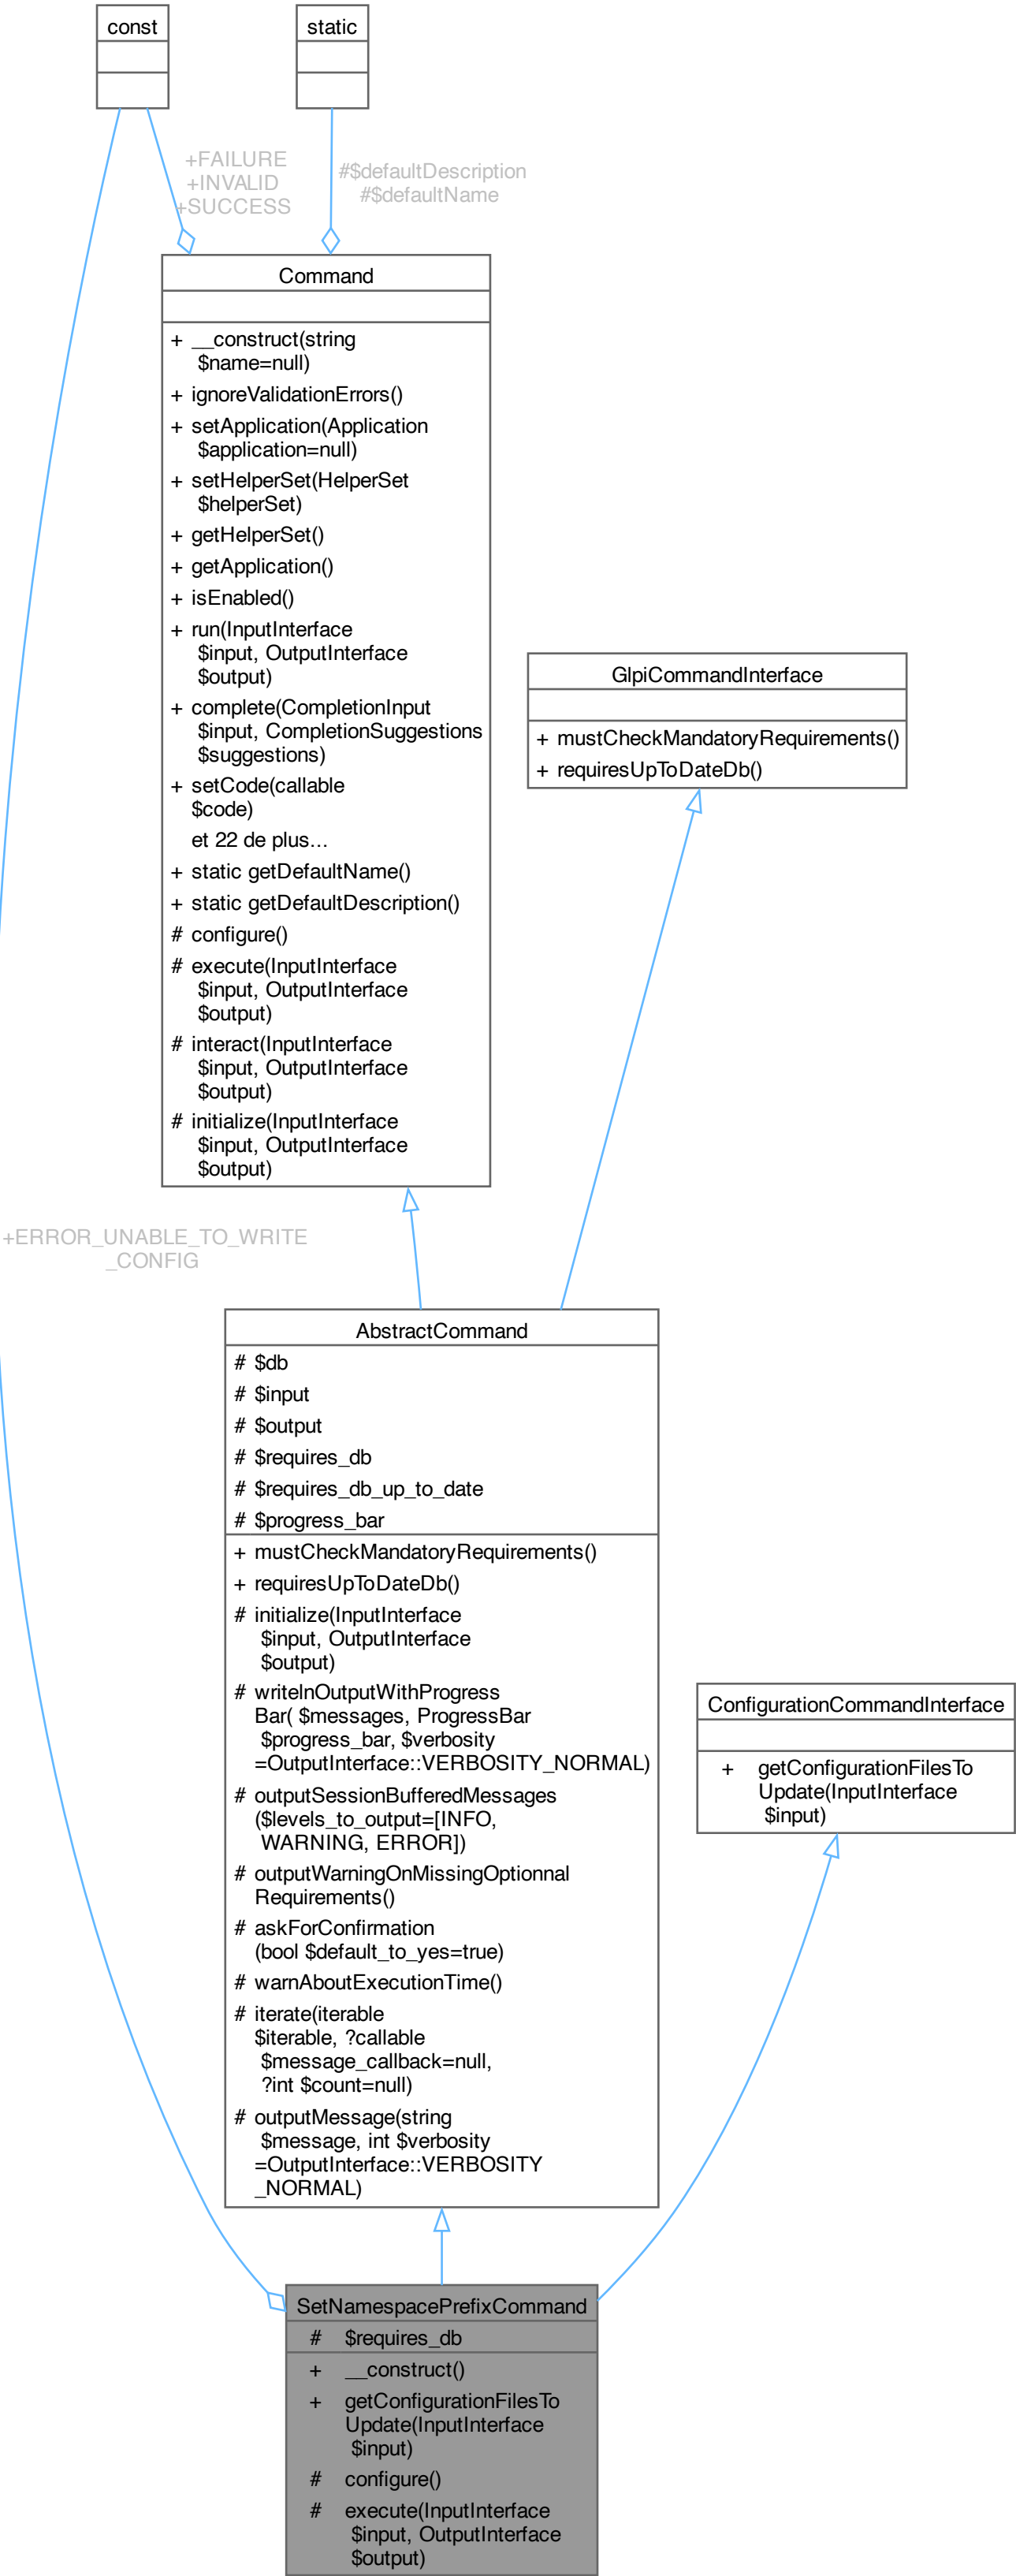 const
static
+FAILURE
+INVALID
+SUCCESS
#$defaultDescription
#$defaultName
Command
+ __construct(string
$name=null)
+ ignoreValidationErrors()
+ setApplication(Application
$application=null)
+ setHelperSet(HelperSet
$helperSet)
+ getHelperSet()
+ getApplication()
+ isEnabled()
+ run(InputInterface
$input, OutputInterface
$output)
+ complete(CompletionInput
$input, CompletionSuggestions
$suggestions)
+ setCode(callable
$code)
et 22 de plus...
+ static getDefaultName()
+ static getDefaultDescription()
# configure()
# execute(InputInterface
$input, OutputInterface
$output)
# interact(InputInterface
$input, OutputInterface
$output)
# initialize(InputInterface
$input, OutputInterface
$output)
GlpiCommandInterface
+ mustCheckMandatoryRequirements()
+ requiresUpToDateDb()
+ERROR_UNABLE_TO_WRITE
_CONFIG
AbstractCommand
# $db
# $input
# $output
# $requires_db
# $requires_db_up_to_date
# $progress_bar
+ mustCheckMandatoryRequirements()
+ requiresUpToDateDb()
# initialize(InputInterface
$input, OutputInterface
$output)
# writelnOutputWithProgress
Bar( $messages, ProgressBar
$progress_bar, $verbosity
=OutputInterface::VERBOSITY_NORMAL)
# outputSessionBufferedMessages
($levels_to_output=[INFO,
WARNING, ERROR])
# outputWarningOnMissingOptionnal
Requirements()
# askForConfirmation
(bool $default_to_yes=true)
# warnAboutExecutionTime()
# iterate(iterable
$iterable, ?callable
$message_callback=null,
?int $count=null)
# outputMessage(string
$message, int $verbosity
=OutputInterface::VERBOSITY
_NORMAL)
ConfigurationCommandInterface
+ getConfigurationFilesTo
Update(InputInterface
$input)
SetNamespacePrefixCommand
# $requires_db
+ __construct()
+ getConfigurationFilesTo
Update(InputInterface
$input)
# configure()
# execute(InputInterface
$input, OutputInterface
$output)